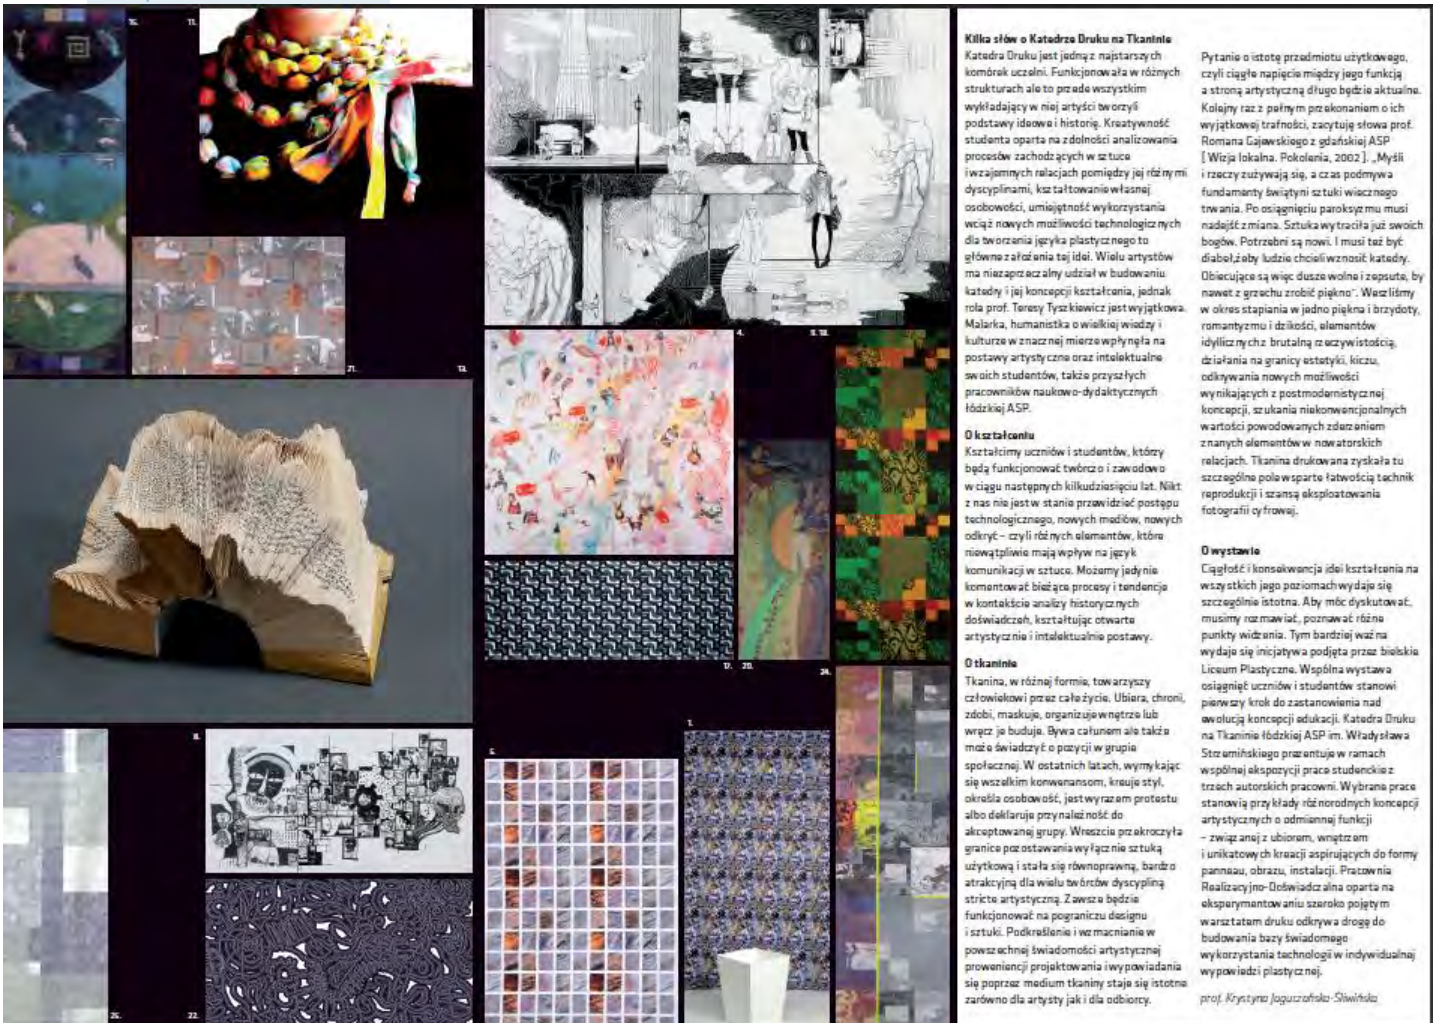 16.
11.
21.
13.
4.
9. 18.
17.
20.
24.
8.
6.
1.
25.
22.
Kilka słów o Katedrze Druku na Tkaninie
Katedra Druku jest jedną z najstarszych
komórek uczelni. Funkcjonowała w różnych
strukturach ale to przede wszystkim
wykładający w niej artyści tworzyli
podstawy ideowe i historię. Kreatywność
studenta oparta na zdolności analizowania
procesów zachodzących w sztuce
i wzajemnych relacjach pomiędzy jej różnymi
dyscyplinami, kształtowanie własnej
osobowości, umiejętność wykorzystania
wciąż nowych możliwości technologicznych
dla tworzenia języka plastycznego to
główne założenia tej idei. Wielu artystów
ma niezaprzeczalny udział w budowaniu
katedry i jej koncepcji kształcenia, jednak
rola prof. Teresy Tyszkiewicz jest wyjątkowa.
Malarka, humanistka o wielkiej wiedzy i
kulturze w znacznej mierze wpłynęła na
postawy artystyczne oraz intelektualne
swoich studentów, także przyszłych
pracowników naukowo-dydaktycznych
łódzkiej ASP.
O kształceniu
Kształcimy uczniów i studentów, którzy
będą funkcjonować twórczo i zawodowo
w ciągu następnych kilkudziesięciu lat. Nikt
z nas nie jest w stanie przewidzieć postępu
technologicznego, nowych mediów, nowych
odkryć – czyli różnych elementów, które
niewątpliwie mają wpływ na język
komunikacji w sztuce. Możemy jedynie
komentować bieżące procesy i tendencje
w kontekście analizy historycznych
doświadczeń, kształtując otwarte
artystycznie i intelektualnie postawy.
O tkaninie
Tkanina, w różnej formie, towarzyszy
człowiekowi przez całe życie. Ubiera, chroni,
zdobi, maskuje, organizuje wnętrze lub
wręcz je buduje. Bywa całunem ale także
może świadczyć o pozycji w grupie
społecznej. W ostatnich latach, wymykając
się wszelkim konwenansom, kreuje styl,
określa osobowość, jest wyrazem protestu
albo deklaruje przynależność do
akceptowanej grupy. Wreszcie przekroczyła
granice pozostawania wyłącznie sztuką
użytkową i stała się równoprawną, bardzo
atrakcyjną dla wielu twórców dyscypliną
stricte artystyczną. Zawsze będzie
funkcjonować na pograniczu designu
i sztuki. Podkreślenie i wzmacnianie w
powszechnej świadomości artystycznej
proweniencji projektowania i wypowiadania
się poprzez medium tkaniny staje się istotne
zarówno dla artysty jak i dla odbiorcy.
Pytanie o istotę przedmiotu użytkowego,
czyli ciągłe napięcie między jego funkcją
a stroną artystyczną długo będzie aktualne.
Kolejny raz z pełnym przekonaniem o ich
wyjątkowej trafności, zacytuję słowa prof.
Romana Gajewskiego z gdańskiej ASP
[ Wizja lokalna. Pokolenia, 2002 ]. „Myśli
i rzeczy zużywają się, a czas podmywa
fundamenty świątyni sztuki wiecznego
trwania. Po osiągnięciu paroksyzmu musi
nadejść zmiana. Sztuka wytraciła już swoich
bogów. Potrzebni są nowi. I musi też być
diabeł,żeby ludzie chcieli wznosić katedry.
Obiecujące są więc dusze wolne i zepsute, by
nawet z grzechu zrobić piękno”. Weszliśmy
w okres stapiania w jedno piękna i brzydoty,
romantyzmu i dzikości, elementów
idyllicznych z brutalną rzeczywistością,
działania na granicy estetyki, kiczu,
odkrywania nowych możliwości
wynikających z postmodernistycznej
koncepcji, szukania niekonwencjonalnych
wartości powodowanych zderzeniem
znanych elementów w nowatorskich
relacjach. Tkanina drukowana zyskała tu
szczególne pole wsparte łatwością technik
reprodukcji i szansą eksploatowania
fotografii cyfrowej.
O wystawie
Ciągłość i konsekwencja idei kształcenia na
wszystkich jego poziomach wydaje się
szczególnie istotna. Aby móc dyskutować,
musimy rozmawiać, poznawać różne
punkty widzenia. Tym bardziej ważna
wydaje się inicjatywa podjęta przez bielskie
Liceum Plastyczne. Wspólna wystawa
osiągnięć uczniów i studentów stanowi
pierwszy krok do zastanowienia nad
ewolucją koncepcji edukacji. Katedra Druku
na Tkaninie łódzkiej ASP im. Władysława
Strzemińskiego prezentuje w ramach
wspólnej ekspozycji prace studenckie z
trzech autorskich pracowni. Wybrane prace
stanowią przykłady różnorodnych koncepcji
artystycznych o odmiennej funkcji
– związanej z ubiorem, wnętrzem
i unikatowych kreacji aspirujących do formy
panneau, obrazu, instalacji. Pracownia
Realizacyjno-Doświadczalna oparta na
eksperymentowaniu szeroko pojętym
warsztatem druku odkrywa drogę do
budowania bazy świadomego
wykorzystania technologii w indywidualnej
wypowiedzi plastycznej.
prof. Krystyna Jaguczańska-Śliwińska